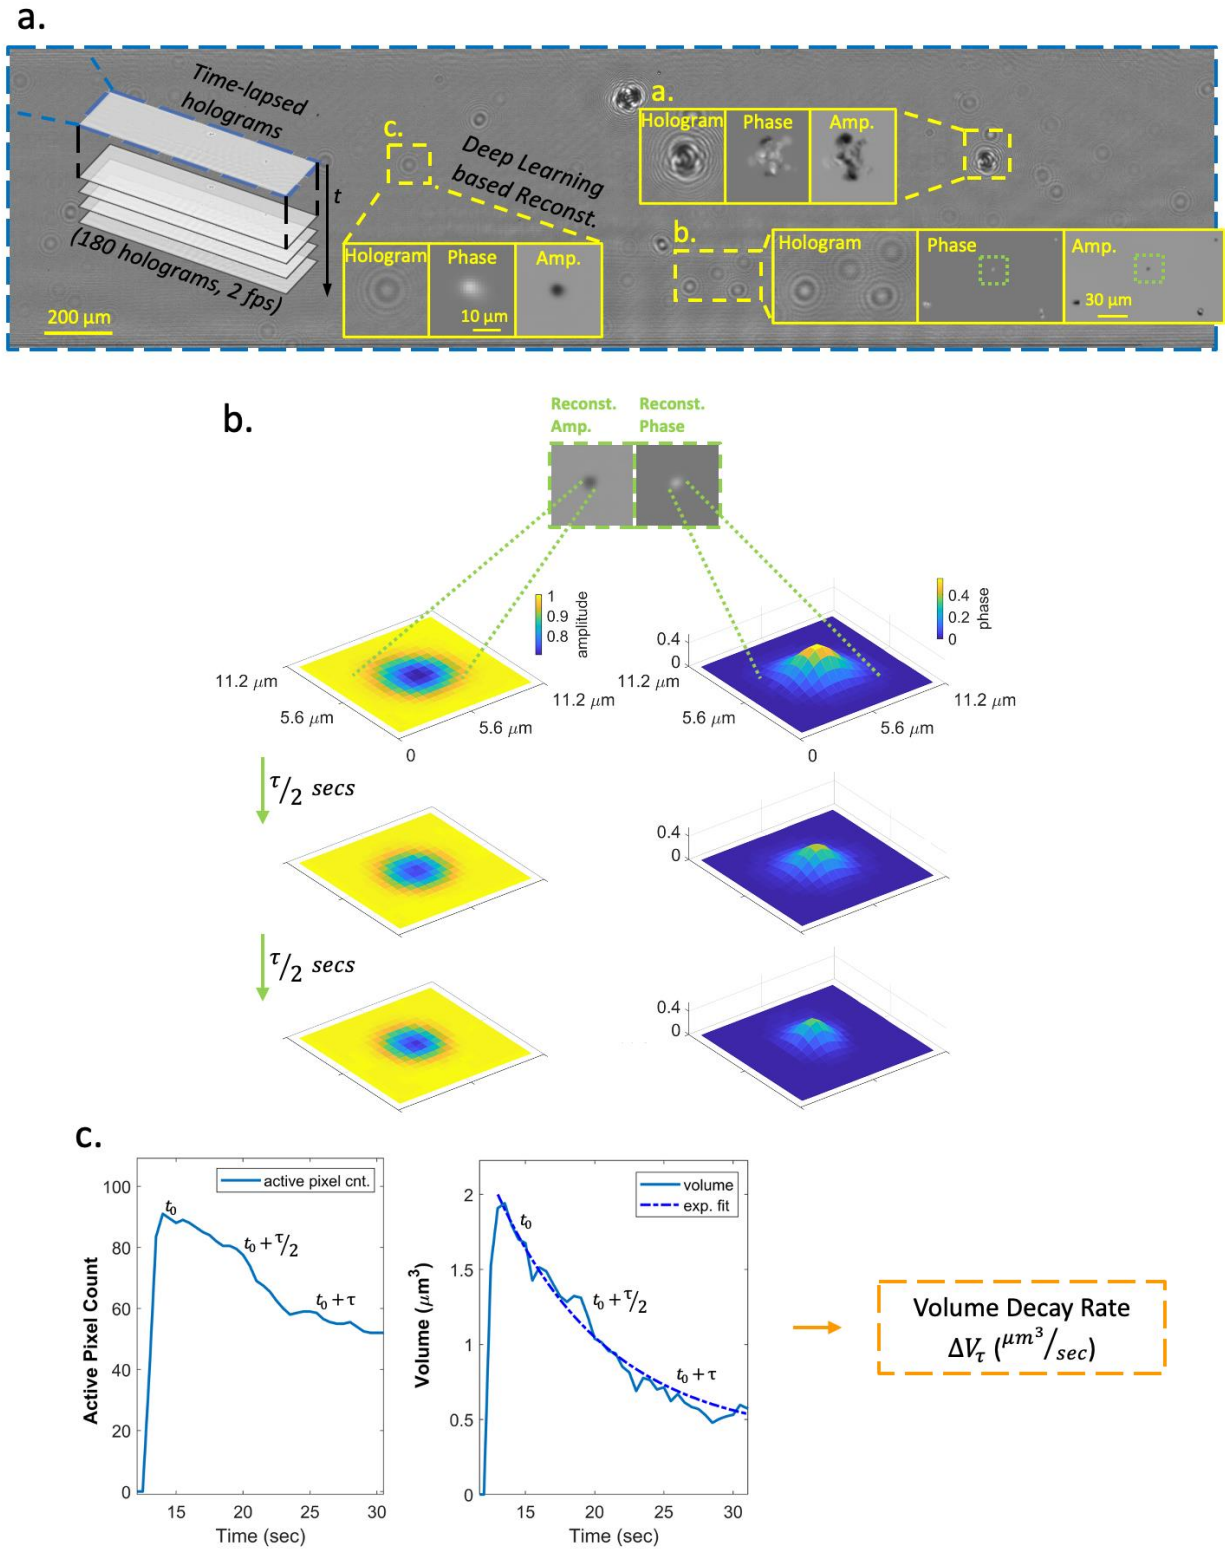 a.
Time-lapsed
holograms
t
(180 holograms, 2 fps)
200 μm
c.
Deep Learning
based Reconst.
Hologram Phase Amp.
10 μm
a.
Hologram Phase Amp.
b.
Hologram Phase Amp.
30 μm
b.
Reconst. Reconst.
Amp. Phase
1
0.9
0.8
amplitude
11.2 μm
5.6 μm
0
5.6 μm
11.2 μm
0.4
0.2
0
phase
0.4
0
11.2 μm
5.6 μm
0
5.6 μm
11.2 μm
τ/2 secs
0.4
0
τ/2 secs
0.4
0
c.
active pixel cnt.
t₀
t₀ + τ/2
t₀ + τ
100
80
60
40
20
0
15 20 25 30
Active Pixel Count
Time (sec)
volume
exp. fit
t₀
t₀ + τ/2
t₀ + τ
2
1.5
1
0.5
0
15 20 25 30
Volume (μm³)
Time (sec)
Volume Decay Rate
ΔV_τ (μm³/sec)